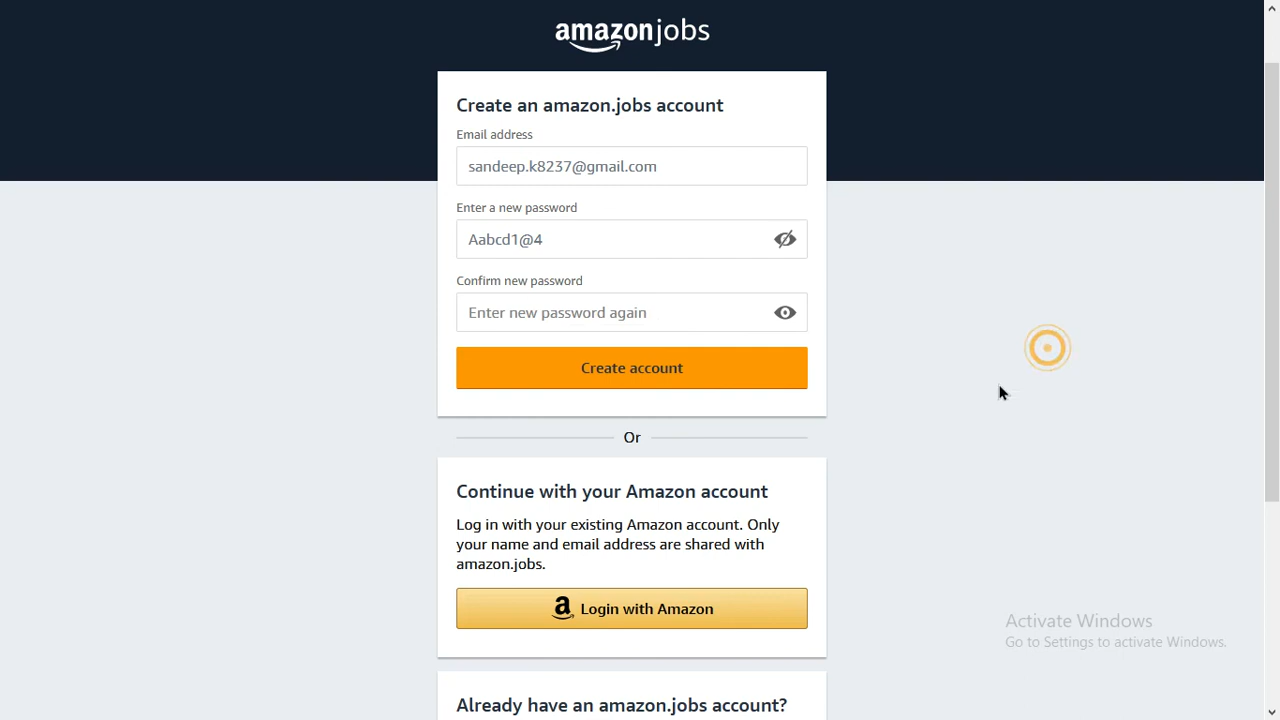 amazonjobs
Create an amazon.jobs account
Email address
sandeep.k8237@gmail.com
Enter a new password
Aabcd1@4
Confirm new password
Enter new password again
Create account
Or
Continue with your Amazon account
Log in with your existing Amazon account. Only
your name and email address are shared with
amazon.jobs.
a Login with Amazon
Activate Windows
Go to Settings to activate Windows.
Already have an amazon.jobs account?